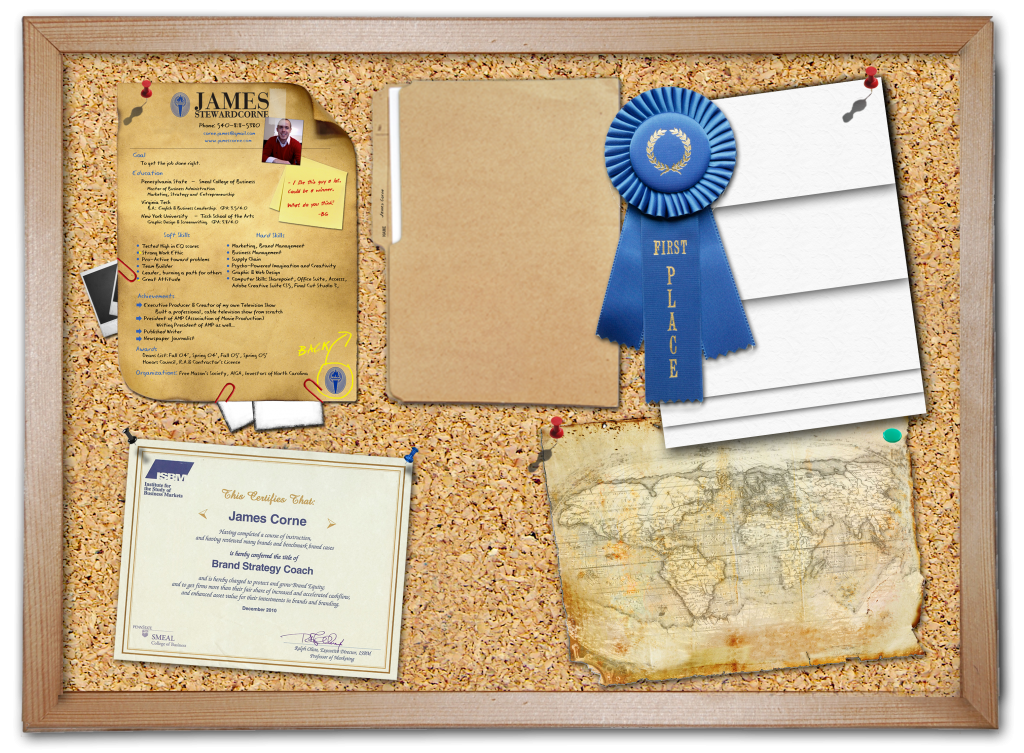 JAMES
STEWARDCORNE
Phone: 540-818-5980
corne.james@gmail.com
www.jamescorne.com
Goal
To get the job done right.
Education
Pennsylvania State - Smeal College of Business
Master of Business Administration
Marketing, Strategy and Entrepreneurship
Virginia Tech
B.A: English & Business Leadership GPA: 3.5/4.0
New York University - Tisch School of the Arts
Graphic Design & Screenwriting GPA: 3.8/4.0
Soft Skills
Tested High in EQ scores
Strong Work Ethic
Pro-Active toward problems
Team Builder
Leader, burning a path for others
Great Attitude
Hard Skills
Marketing, Brand Management
Business Management
Supply Chain
Psycho-Powered Imagination and Creativity
Graphic & Web Design
Computer Skills: Sharepoint, Office Suite, Access,
Adobe Creative Suite CS5, Final Cut Studio 7,
Achievements:
Executive Producer & Creator of my own Television Show
Built a professional, cable television show from scratch
President of AMP (Association of Movie Production)
Writing President of AMP as well...
Published Writer
Newspaper Journalist
Awards
Deans List: Fall 04', Spring 04', Fall 05', Spring 05'
Honors Council, R.A.B Contractor's License
Organizations: Free Mason's Society, AIGA, Investors of North Carolina
- I like this guy a lot.
Could be a winner.
What do you think?
-BG
BACK
NAME
James Corne
No.
FIRST
PLACE
ISBM
Institute for
the Study of
Business Markets
This Certifies That:
James Corne
Having completed a course of instruction,
and having reviewed many brands and benchmark brand cases
is hereby conferred the title of
Brand Strategy Coach
and is hereby charged to protect and grow Brand Equity;
and to get firms more than their fair share of increased and accelerated cashflow,
and enhanced asset value for their investments in brands and branding.
December 2010
PENNSTATE
SMEAL
College of Business
Ralph Oliva, Executive Director, ISBM
Professor of Marketing